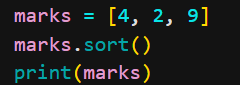 marks = [4, 2, 9]
marks.sort()
print(marks)